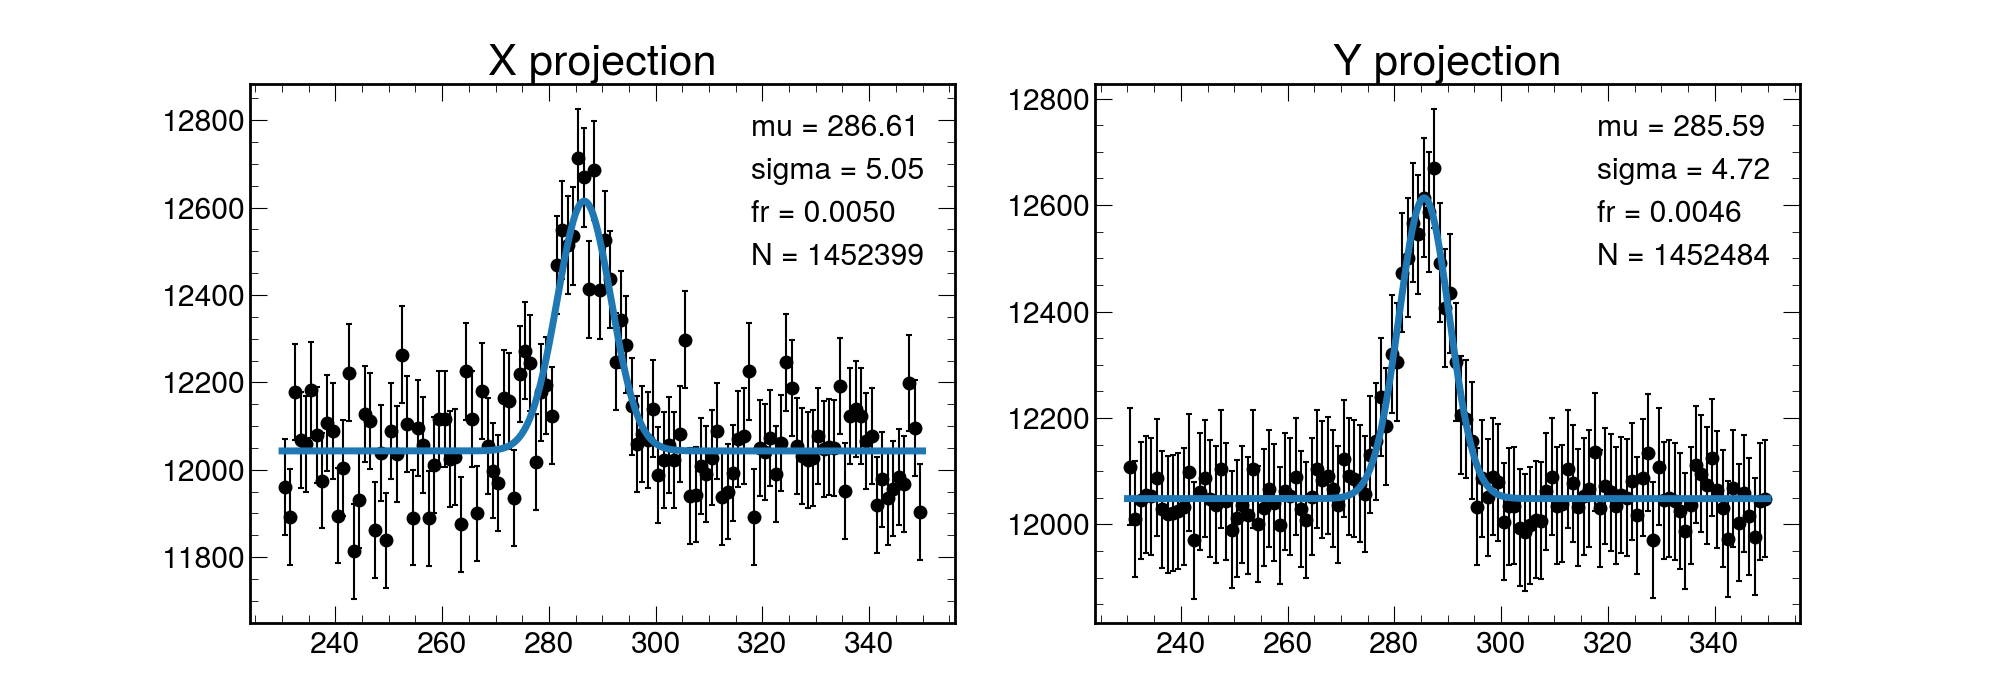 X projection
12800
12600
12400
12200
12000
11800
mu = 286.61
sigma = 5.05
fr = 0.0050
N = 1452399
240 260 280 300 320 340
Y projection
12800
12600
12400
12200
12000
mu = 285.59
sigma = 4.72
fr = 0.0046
N = 1452484
240 260 280 300 320 340